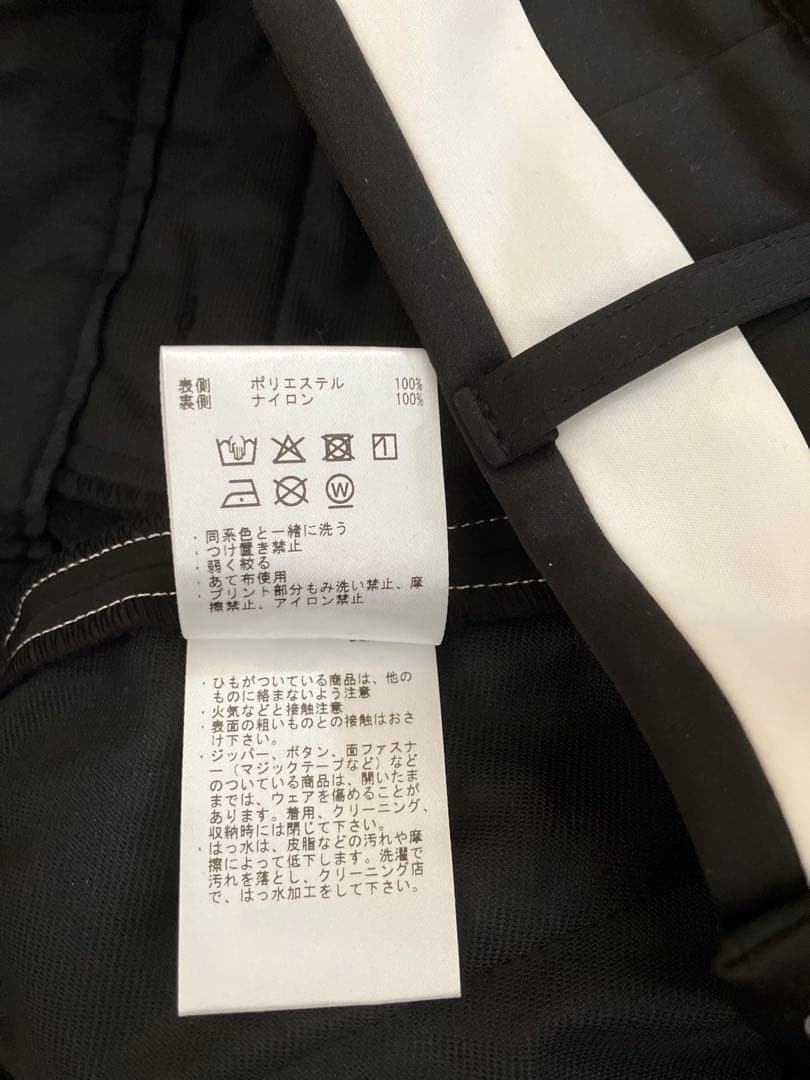 表側 ポリエステル 100%
裏側 ナイロン 100%
W
・同系色と一緒に洗う
・つけ置き禁止
・弱く絞る
・あて布使用
・プリント部分もみ洗い禁止、摩
擦禁止、アイロン禁止
・ひもがついている商品は、他の
ものに絡まないよう注意
・火気などと接触注意
・表面の粗いものとの接触はおさ
け下さい。
・ジッパー、ボタン、面ファスナ
ー（マジックテープなど）など
のついている商品は、開いたま
までは、ウェアを傷めることが
あります。着用、クリーニング、
収納時には閉じて下さい。
・はっ水は、皮脂などの汚れや摩
擦によって低下します。洗濯で
汚れを落とし、クリーニング店
で、はっ水加工をして下さい。